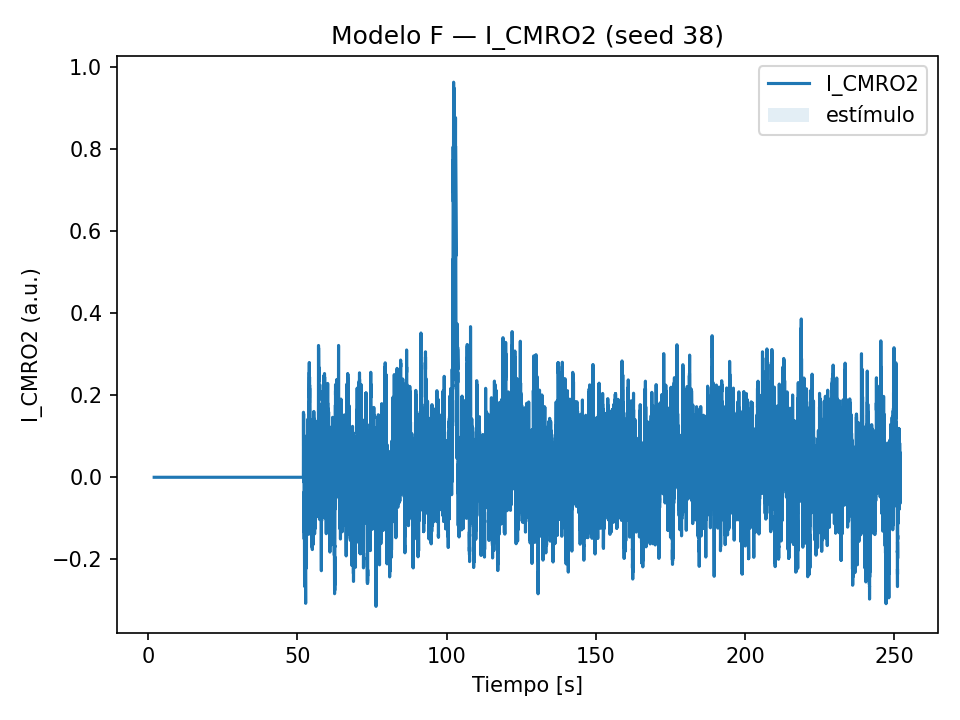 Modelo F — I_CMRO2 (seed 38)
I_CMRO2
estímulo
I_CMRO2 (a.u.)
1.0
0.8
0.6
0.4
0.2
0.0
−0.2
0 50 100 150 200 250
Tiempo [s]